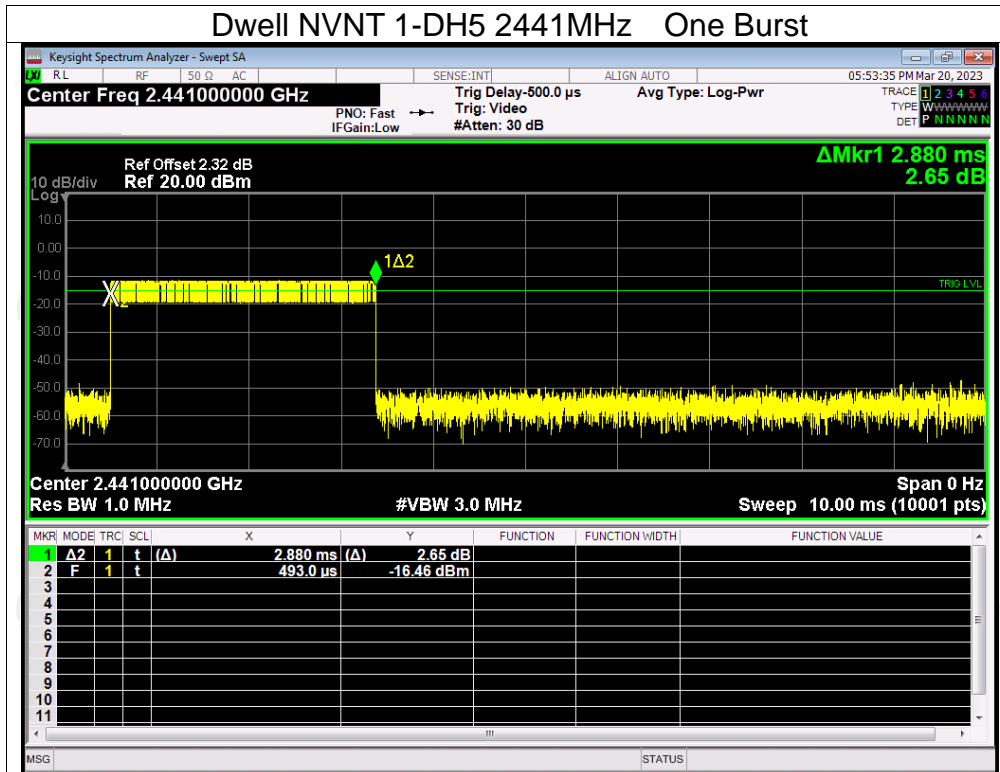 Dwell NVNT 1-DH5 2441MHz One Burst
Keysight Spectrum Analyzer - Swept SA
LXI RL RF 50 Ω AC SENSE:INT ALIGN AUTO 05:53:35 PM Mar 20, 2023
Center Freq 2.441000000 GHz Trig Delay-500.0 µs Avg Type: Log-Pwr TRACE 1 2 3 4 5 6
PNO: Fast Trig: Video TYPE WWWWWW
IFGain:Low #Atten: 30 dB DET P N N N N N
ΔMkr1 2.880 ms
2.65 dB
Ref Offset 2.32 dB
10 dB/div Ref 20.00 dBm
Log
10.0
0.00
1Δ2
-10.0
TRIG LVL
2
-20.0
-30.0
-40.0
-50.0
-60.0
-70.0
Center 2.441000000 GHz Span 0 Hz
Res BW 1.0 MHz #VBW 3.0 MHz Sweep 10.00 ms (10001 pts)
MKR MODE TRC SCL X Y FUNCTION FUNCTION WIDTH FUNCTION VALUE
1 Δ2 1 t (Δ) 2.880 ms (Δ) 2.65 dB
2 F 1 t 493.0 µs -16.46 dBm
3
4
5
6
7
8
9
10
11
MSG STATUS